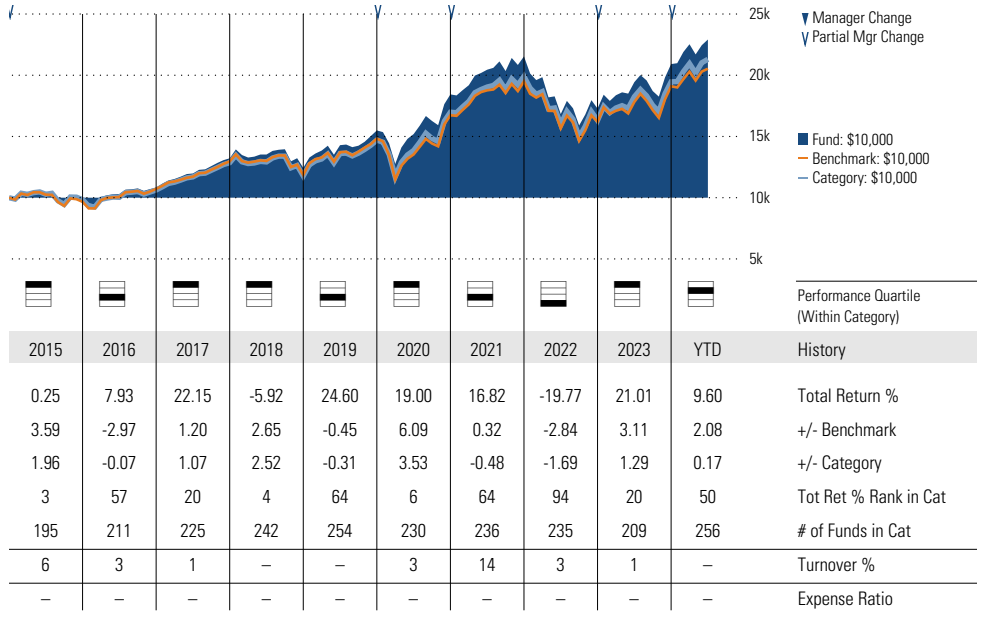 25k
Manager Change
Partial Mgr Change
20k
15k
Fund: $10,000
Benchmark: $10,000
Category: $10,000
10k
5k
Performance Quartile
(Within Category)
2015 2016 2017 2018 2019 2020 2021 2022 2023 YTD History
0.25 7.93 22.15 -5.92 24.60 19.00 16.82 -19.77 21.01 9.60 Total Return %
3.59 -2.97 1.20 2.65 -0.45 6.09 0.32 -2.84 3.11 2.08 +/- Benchmark
1.96 -0.07 1.07 2.52 -0.31 3.53 -0.48 -1.69 1.29 0.17 +/- Category
3 57 20 4 64 6 64 94 20 50 Tot Ret % Rank in Cat
195 211 225 242 254 230 236 235 209 256 # of Funds in Cat
6 3 1 – – 3 14 3 1 – Turnover %
– – – – – – – – – – Expense Ratio